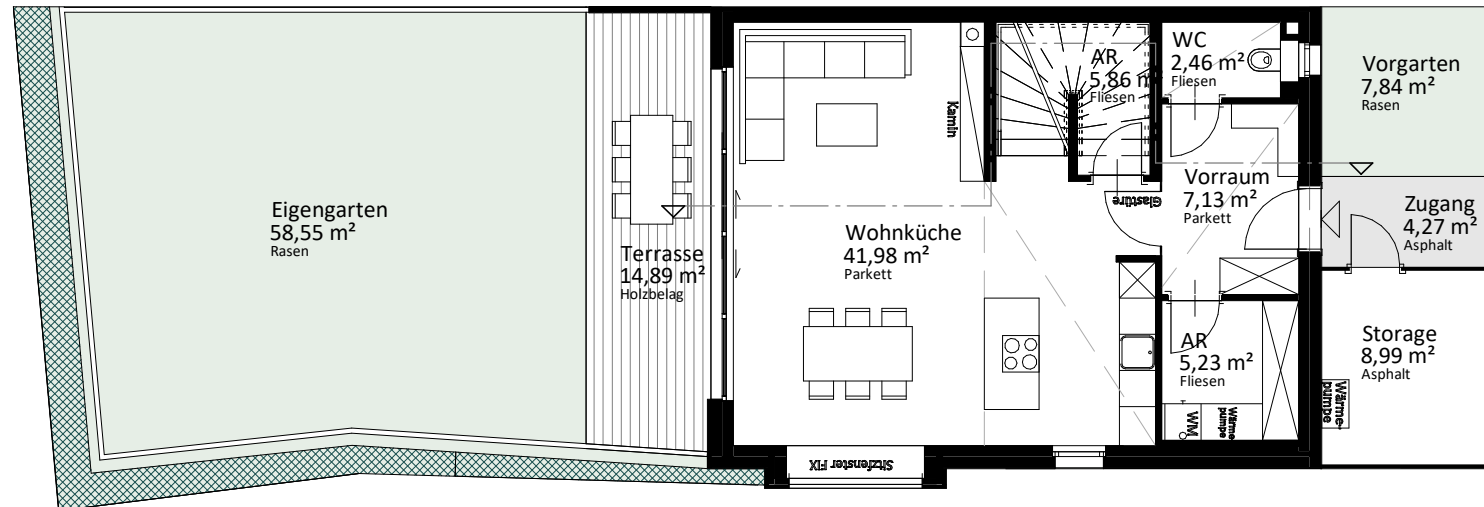 Eigengarten
58,55 m²
Rasen
Terrasse
14,89 m²
Holzbelag
Wohnküche
41,98 m²
Parkett
Kamin
Sitzfenster FIX
AR
5,86 m²
Fliesen
WC
2,46 m²
Fliesen
Glastüre
Vorraum
7,13 m²
Parkett
AR
5,23 m²
Fliesen
WM
Wärme
pumpe
Vorgarten
7,84 m²
Rasen
Zugang
4,27 m²
Asphalt
Storage
8,99 m²
Asphalt
Wärme-
pumpe